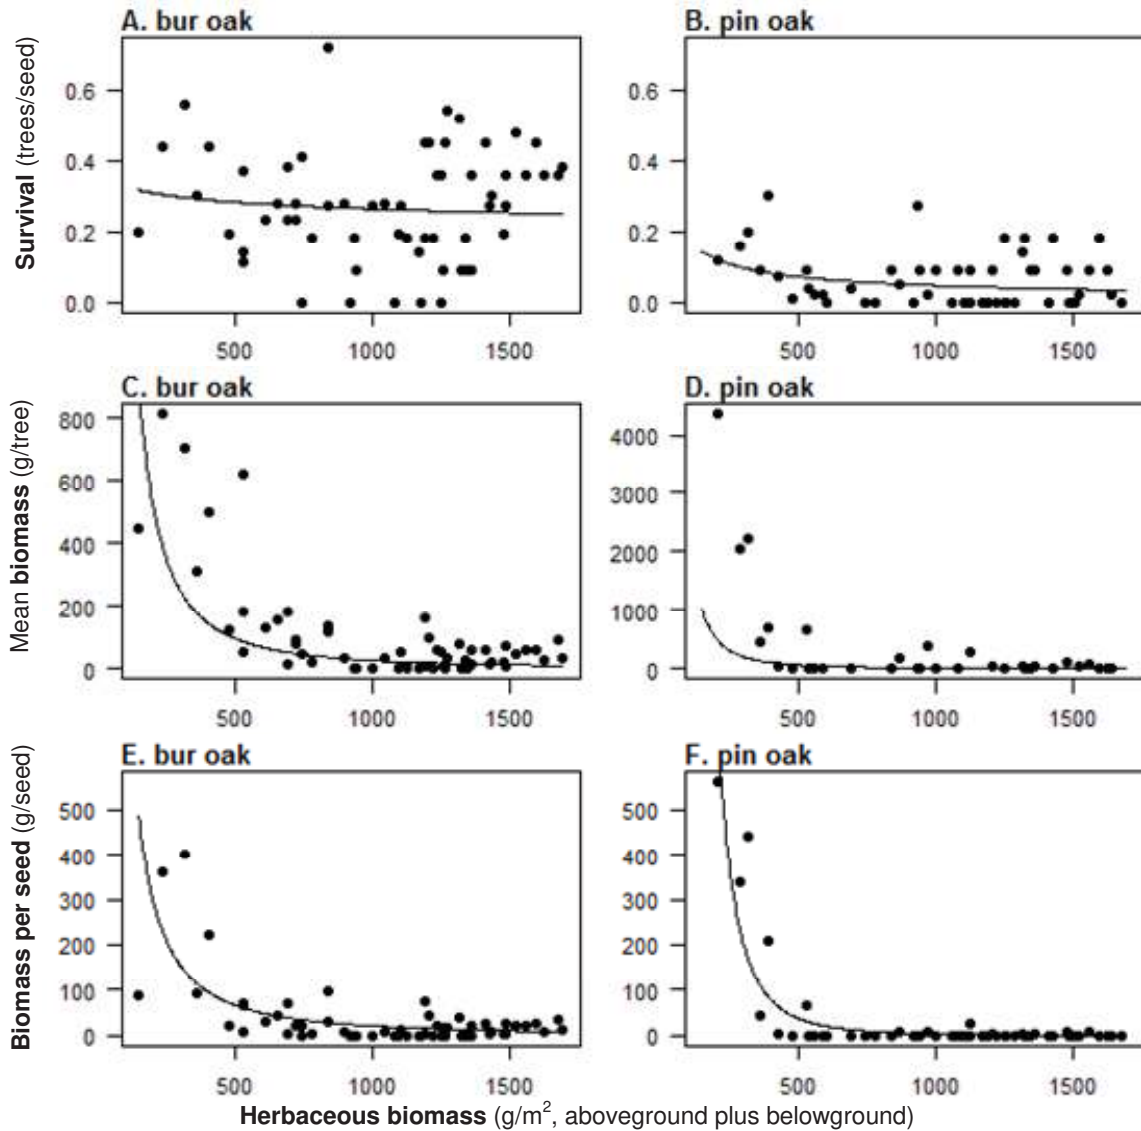 A. bur oak
B. pin oak
Survival (trees/seed)
0.6
0.4
0.2
0.0
500 1000 1500
0.6
0.4
0.2
0.0
500 1000 1500
C. bur oak
D. pin oak
Mean biomass (g/tree)
800
600
400
200
0
500 1000 1500
4000
3000
2000
1000
0
500 1000 1500
E. bur oak
F. pin oak
Biomass per seed (g/seed)
500
400
300
200
100
0
500 1000 1500
500
400
300
200
100
0
500 1000 1500
Herbaceous biomass (g/m², aboveground plus belowground)